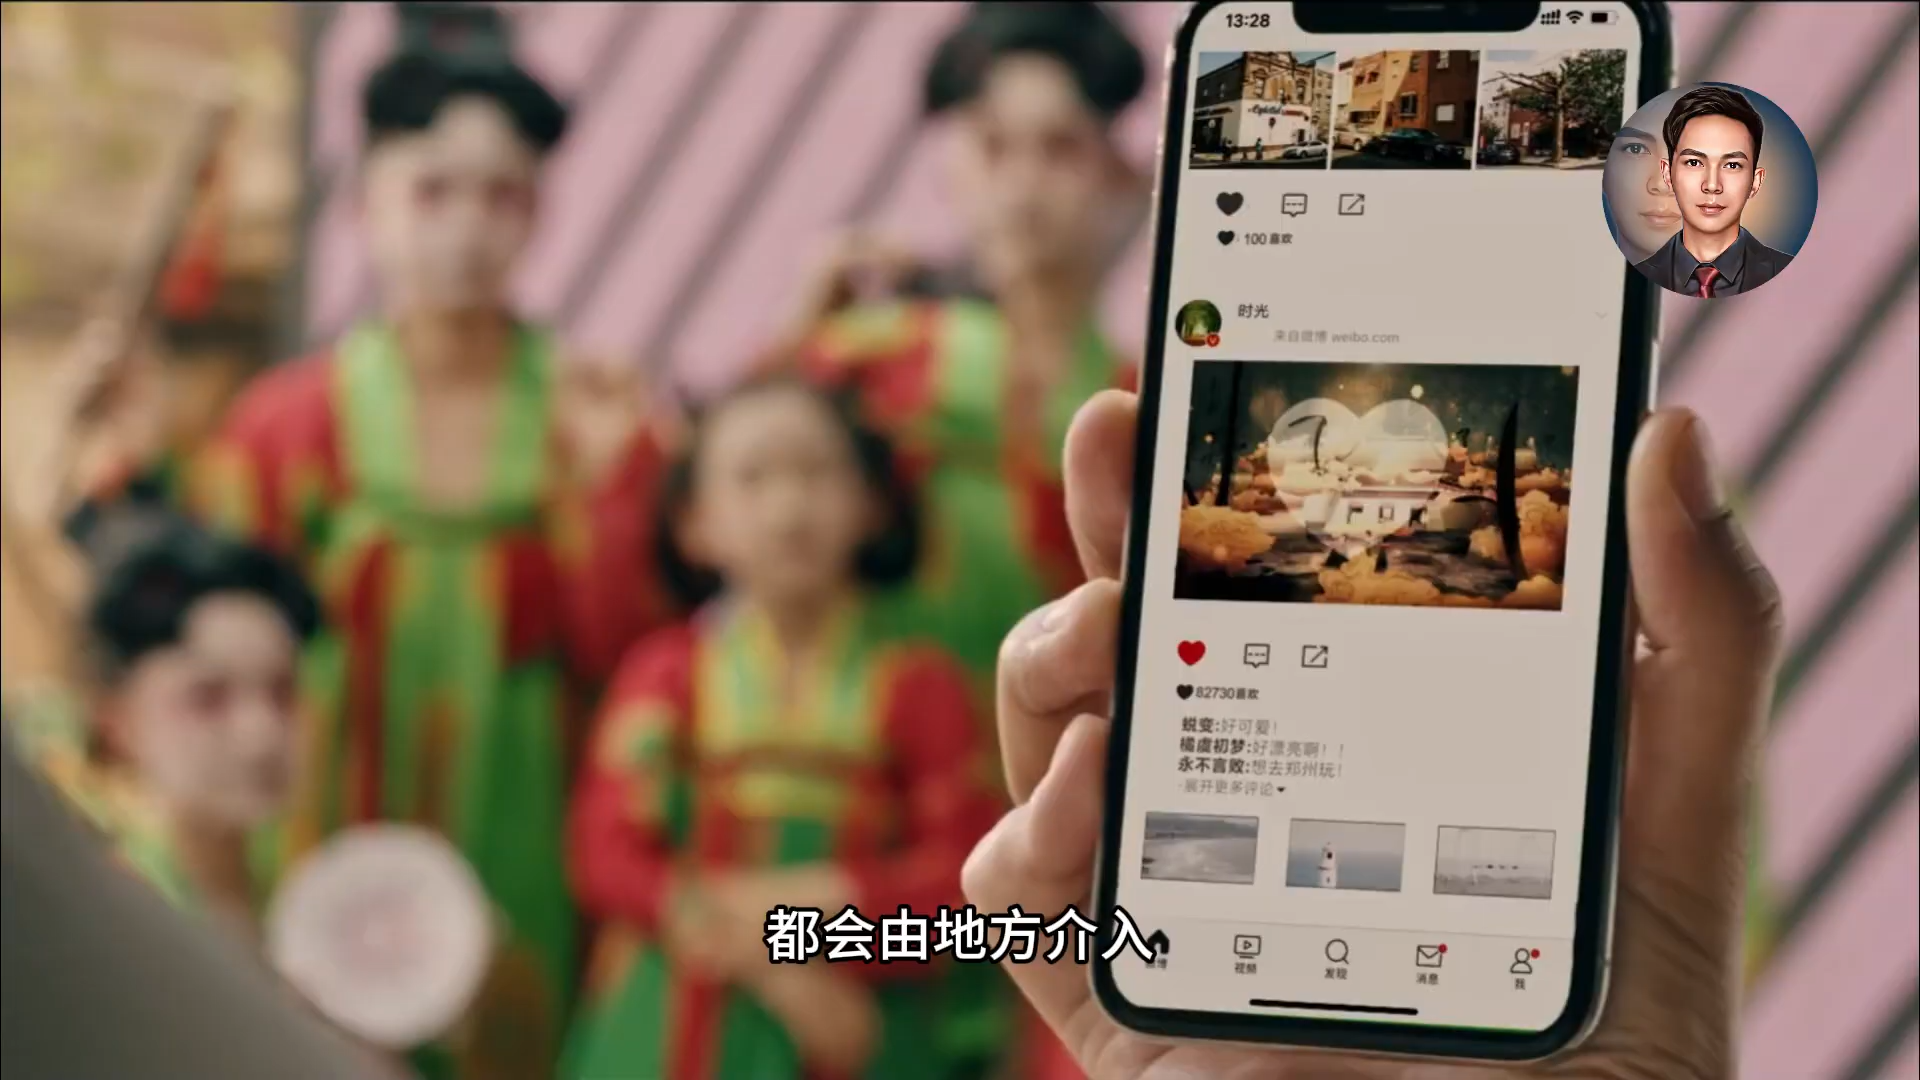 13:28
100喜欢
时光
来自微博 weibo.com
82730喜欢
蜕变:好可爱!
橘虞初梦:好漂亮啊!!
永不言败:想去郑州玩!
展开更多评论
都会由地方介入
视频
发现
消息
我